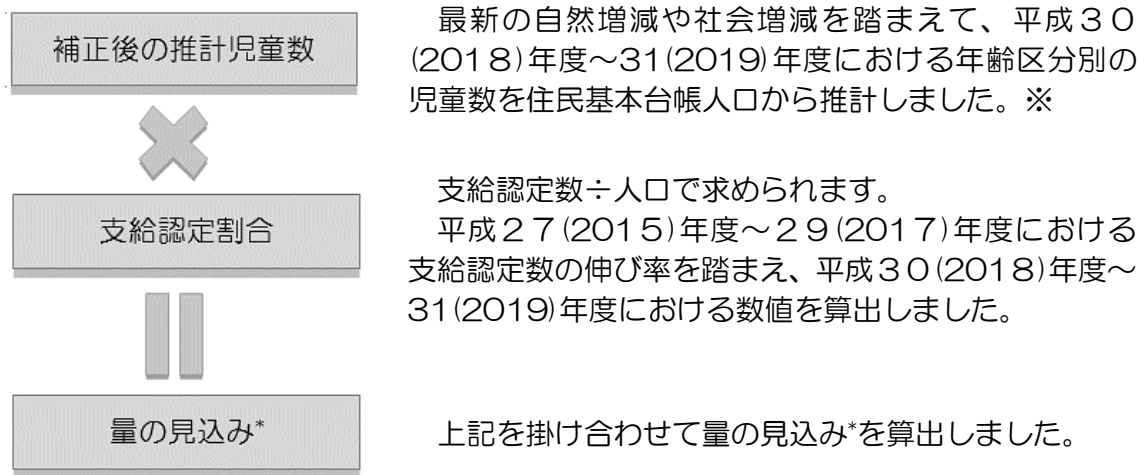 補正後の推計児童数
最新の自然増減や社会増減を踏まえて、平成３０
(2018)年度～31(2019)年度における年齢区分別の
児童数を住民基本台帳人口から推計しました。※
支給認定割合
支給認定数÷人口で求められます。
平成２７(2015)年度～２９(2017)年度における
支給認定数の伸び率を踏まえ、平成３０(2018)年度～
31(2019)年度における数値を算出しました。
量の見込み*
上記を掛け合わせて量の見込み*を算出しました。